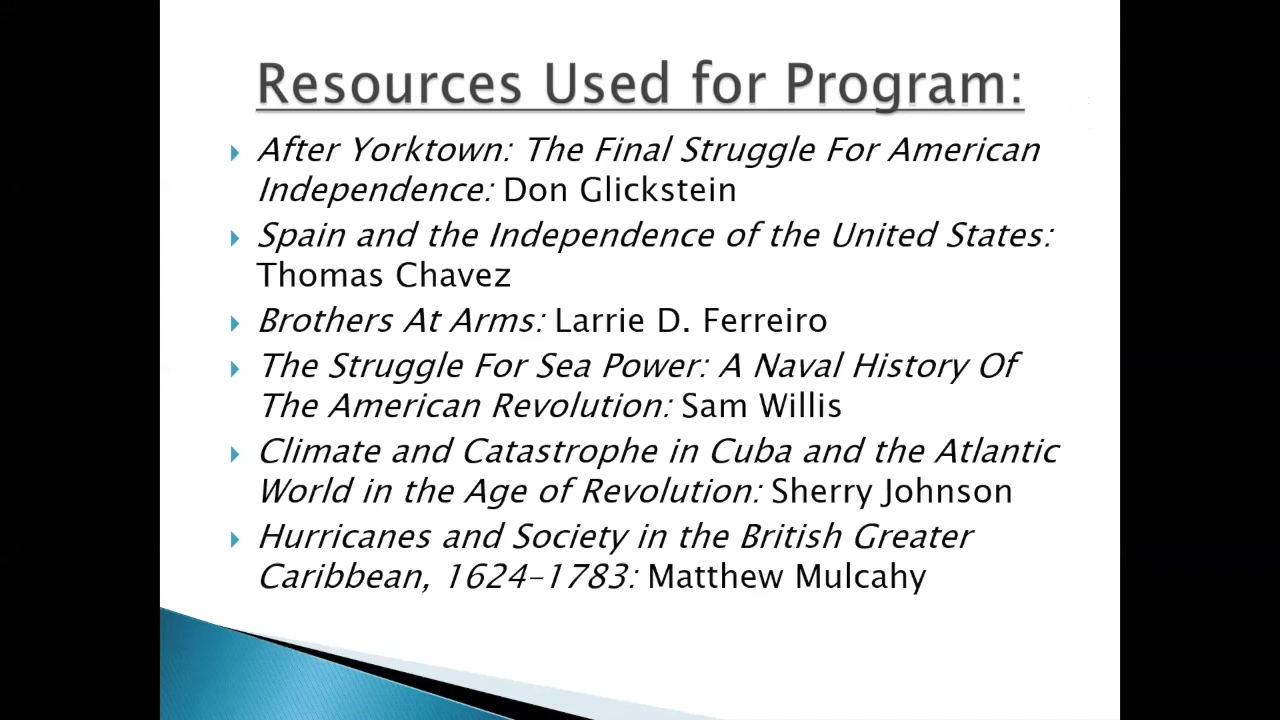 Resources Used for Program:
After Yorktown: The Final Struggle For American
Independence: Don Glickstein
Spain and the Independence of the United States:
Thomas Chavez
Brothers At Arms: Larrie D. Ferreiro
The Struggle For Sea Power: A Naval History Of
The American Revolution: Sam Willis
Climate and Catastrophe in Cuba and the Atlantic
World in the Age of Revolution: Sherry Johnson
Hurricanes and Society in the British Greater
Caribbean, 1624–1783: Matthew Mulcahy